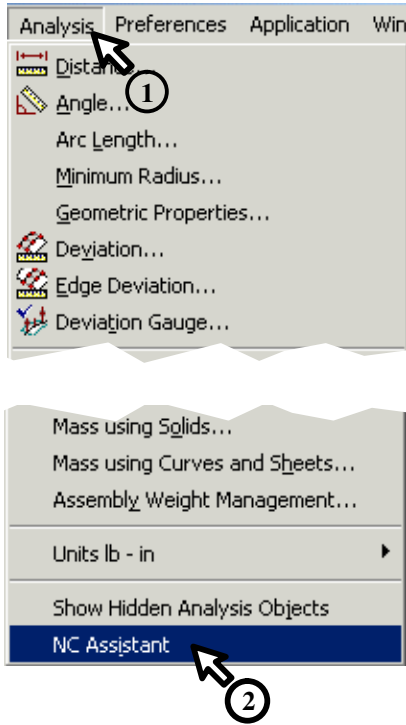 Analysis Preferences Application Win
Distance...
1
Angle...
Arc Length...
Minimum Radius...
Geometric Properties...
Deviation...
Edge Deviation...
Deviation Gauge...
Mass using Solids...
Mass using Curves and Sheets...
Assembly Weight Management...
Units lb - in
Show Hidden Analysis Objects
NC Assistant
2